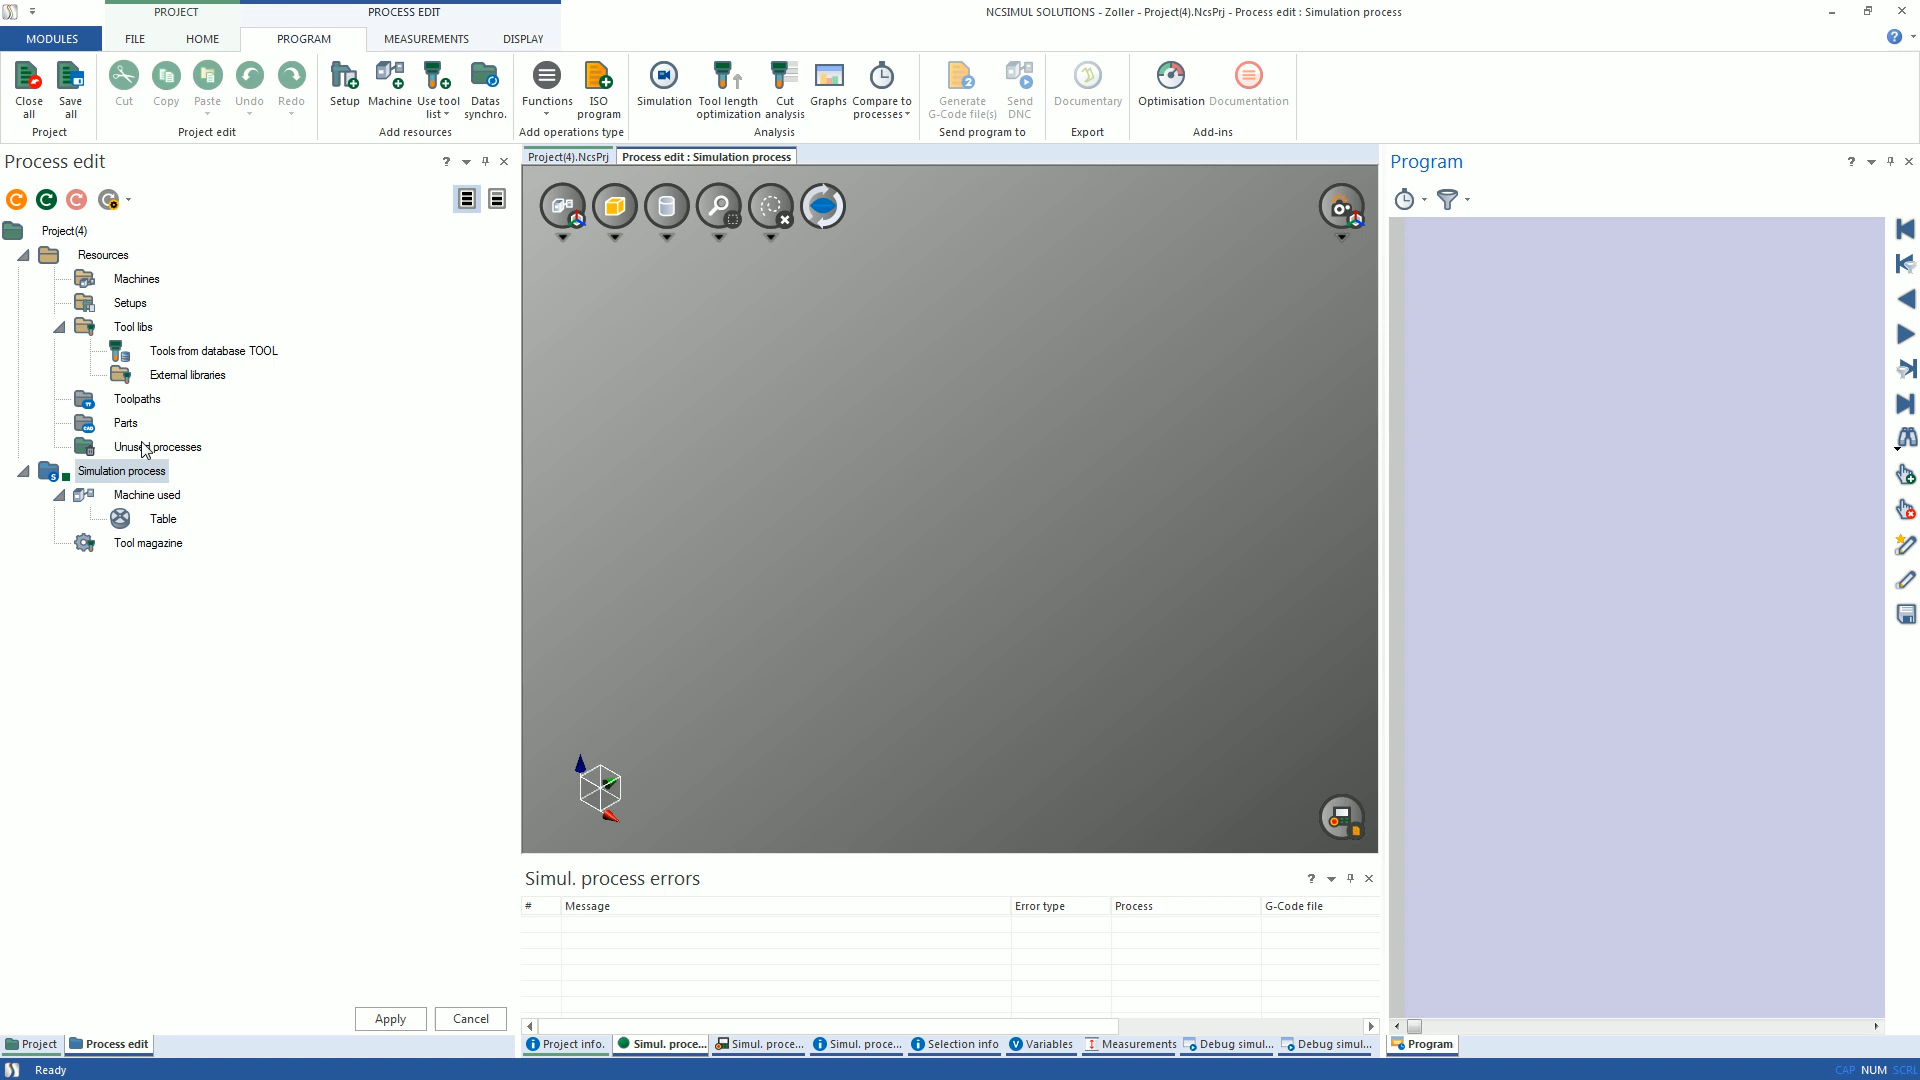 PROJECT
PROCESS EDIT
NCSIMUL SOLUTIONS - Zoller - Project(4).NcsPrj - Process edit : Simulation process
MODULES
FILE
HOME
PROGRAM
MEASUREMENTS
DISPLAY
Close all
Save all
Cut
Copy
Paste
Undo
Redo
Setup
Machine
Use tool list
Datas synchro.
Functions
ISO program
Simulation
Tool length optimization
Cut analysis
Graphs
Compare to processes
Generate G-Code file(s)
Send DNC
Documentary
Optimisation
Documentation
Project
Project edit
Add resources
Add operations type
Analysis
Send program to
Export
Add-ins
Process edit
Project(4).NcsPrj
Process edit : Simulation process
Program
Project(4)
Resources
Machines
Setups
Tool libs
Tools from database TOOL
External libraries
Toolpaths
Parts
Unused processes
Simulation process
Machine used
Table
Tool magazine
Simul. process errors
#
Message
Error type
Process
G-Code file
Apply
Cancel
Project
Process edit
Project info.
Simul. proce...
Simul. proce...
Simul. proce...
Selection info
Variables
Measurements
Debug simul...
Debug simul...
Program
Ready
CAP
NUM
SCRL